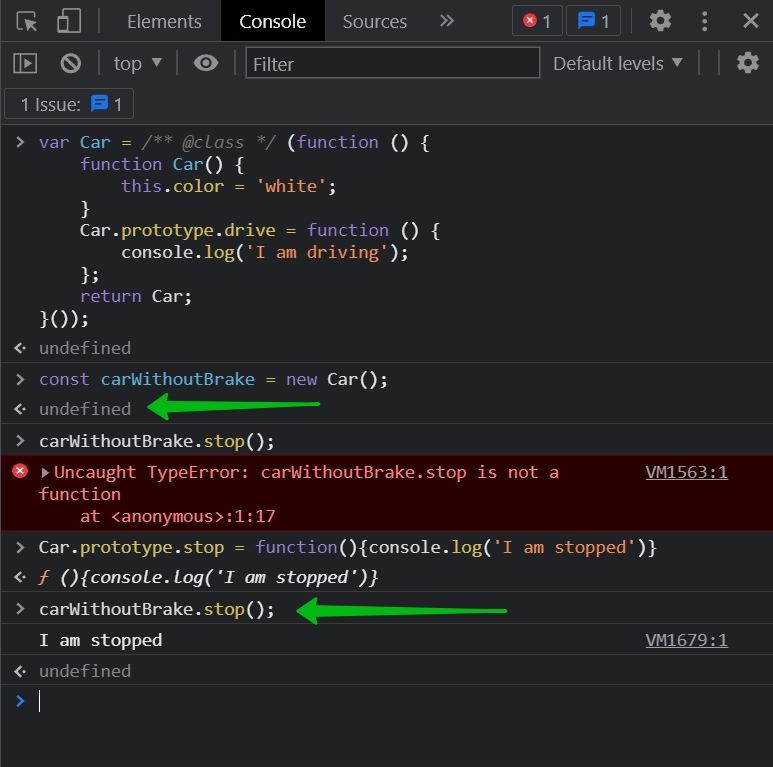 Elements Console Sources » 1 1
top ▼ Filter Default levels ▼
1 Issue: 1
> var Car = /** @class */ (function () {
    function Car() {
        this.color = 'white';
    }
    Car.prototype.drive = function () {
        console.log('I am driving');
    };
    return Car;
}());
undefined
> const carWithoutBrake = new Car();
undefined
> carWithoutBrake.stop();
▶Uncaught TypeError: carWithoutBrake.stop is not a VM1563:1
function
    at <anonymous>:1:17
> Car.prototype.stop = function(){console.log('I am stopped')}
ƒ (){console.log('I am stopped')}
> carWithoutBrake.stop();
I am stopped VM1679:1
undefined
>